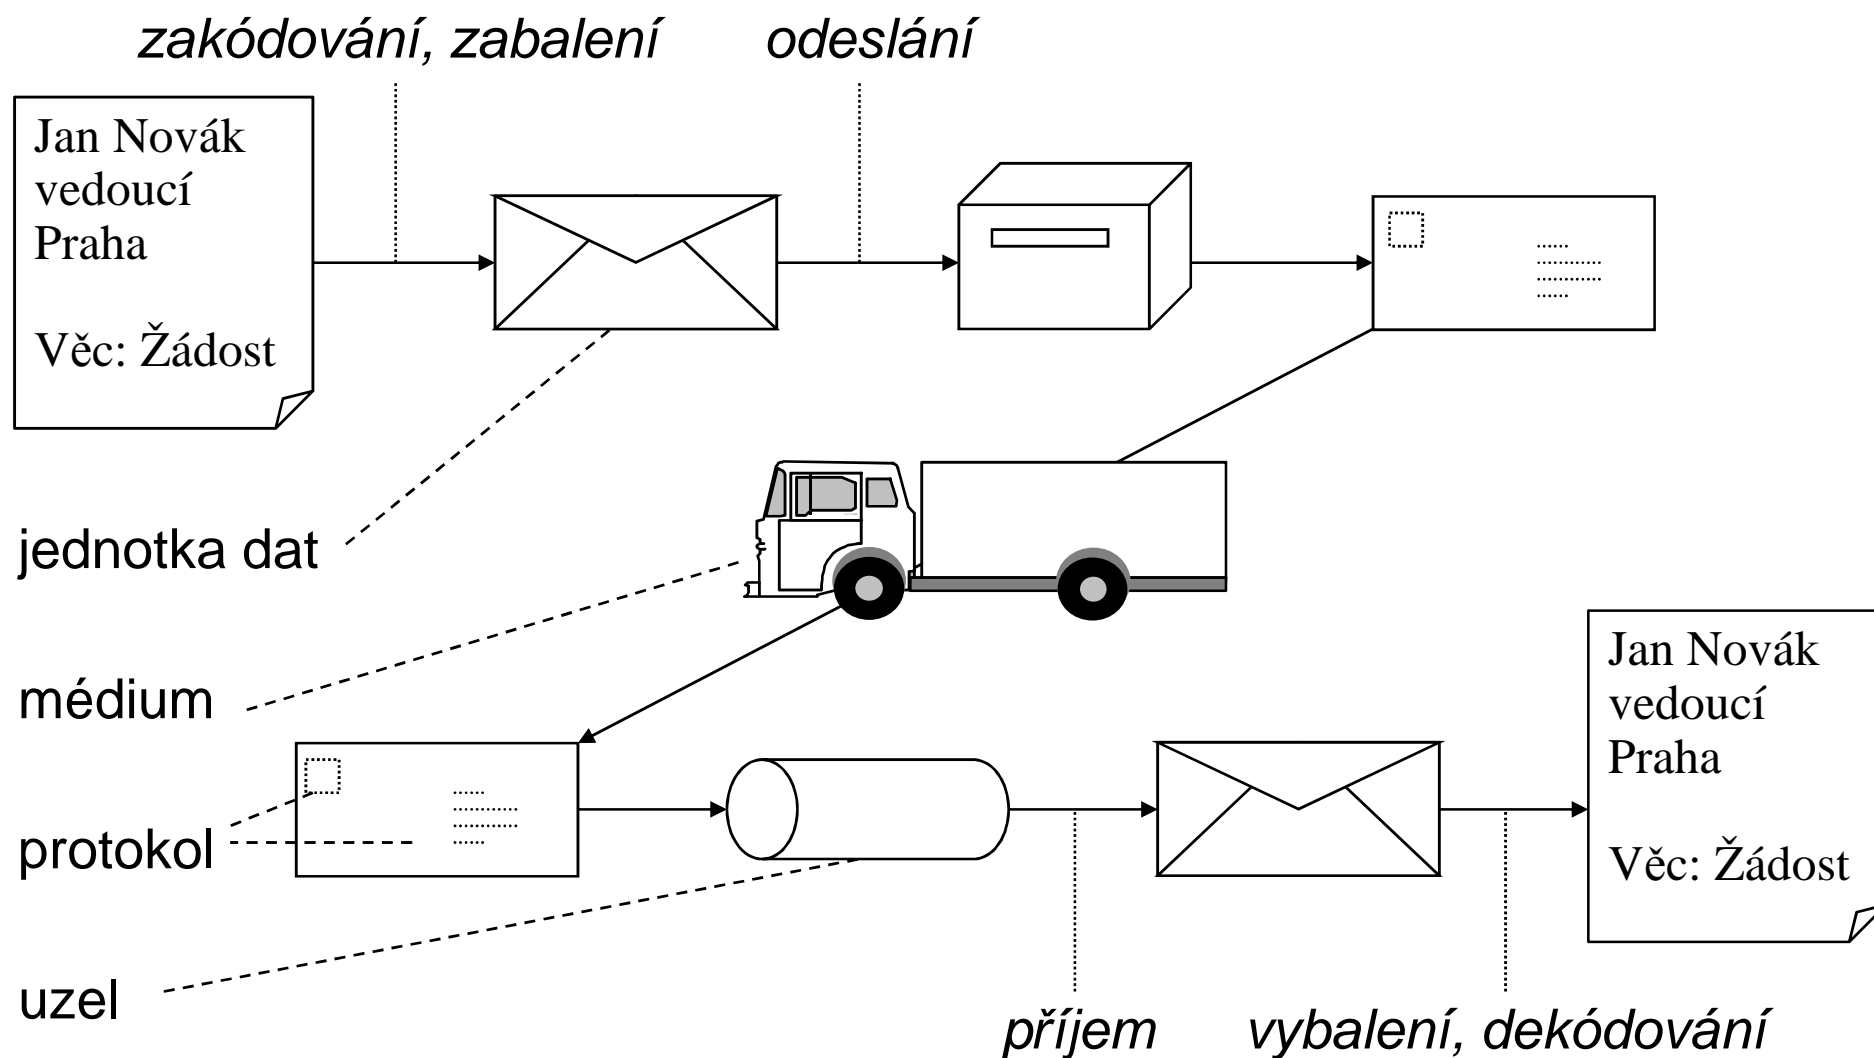 zakódování, zabalení
odeslání
Jan Novák
vedoucí
Praha
Věc: Žádost
jednotka dat
médium
protokol
uzel
Jan Novák
vedoucí
Praha
Věc: Žádost
příjem
vybalení, dekódování